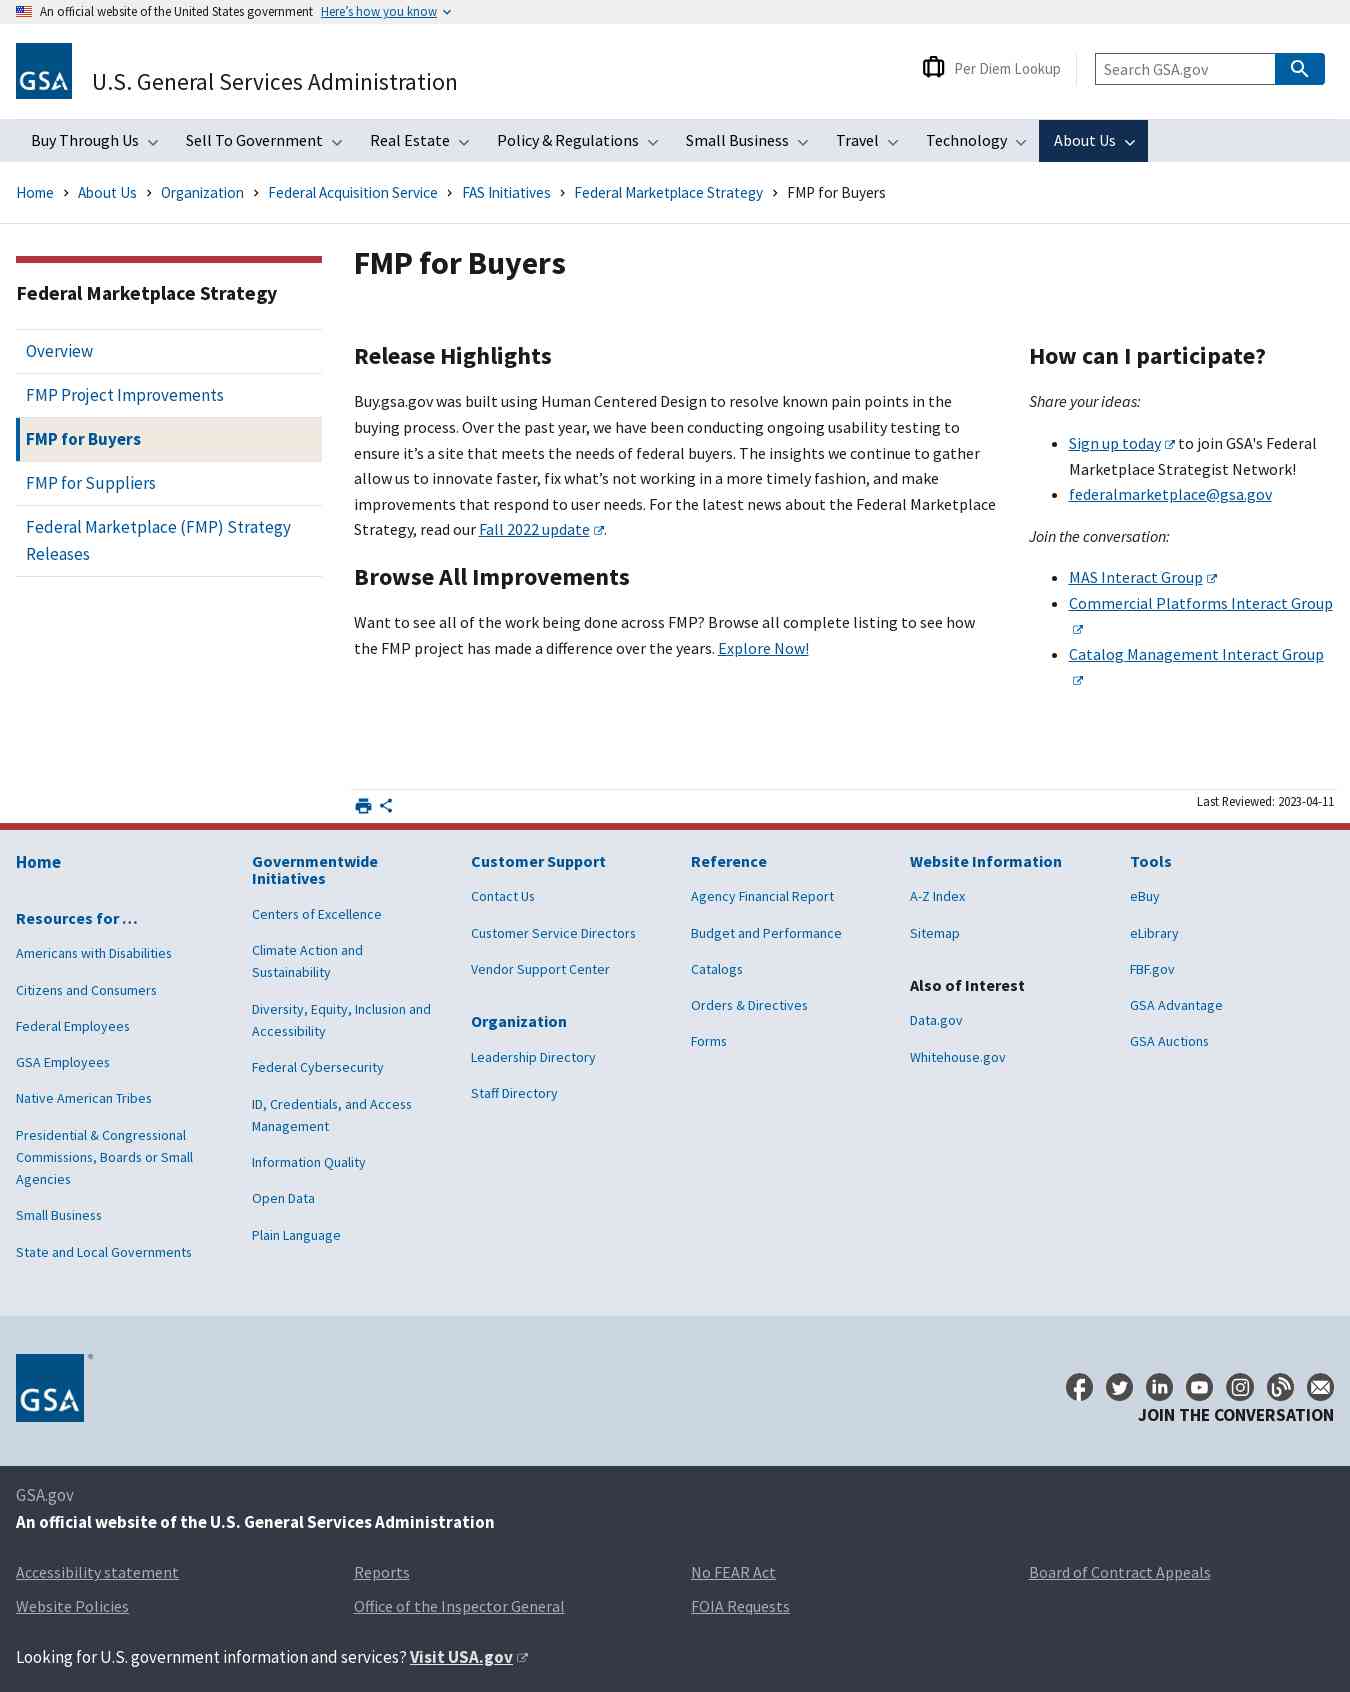 An official website of the United States government Here’s how you know
GSA
U.S. General Services Administration
Per Diem Lookup
Search GSA.gov
Buy Through Us
Sell To Government
Real Estate
Policy & Regulations
Small Business
Travel
Technology
About Us
Home
About Us
Organization
Federal Acquisition Service
FAS Initiatives
Federal Marketplace Strategy
FMP for Buyers
Federal Marketplace Strategy
Overview
FMP Project Improvements
FMP for Buyers
FMP for Suppliers
Federal Marketplace (FMP) Strategy
Releases
FMP for Buyers
Release Highlights
Buy.gsa.gov was built using Human Centered Design to resolve known pain points in the
buying process. Over the past year, we have been conducting ongoing usability testing to
ensure it’s a site that meets the needs of federal buyers. The insights we continue to gather
allow us to innovate faster, fix what’s not working in a more timely fashion, and make
improvements that respond to user needs. For the latest news about the Federal Marketplace
Strategy, read our Fall 2022 update.
Browse All Improvements
Want to see all of the work being done across FMP? Browse all complete listing to see how
the FMP project has made a difference over the years. Explore Now!
How can I participate?
Share your ideas:
Sign up today to join GSA's Federal
Marketplace Strategist Network!
federalmarketplace@gsa.gov
Join the conversation:
MAS Interact Group
Commercial Platforms Interact Group
Catalog Management Interact Group
Last Reviewed: 2023-04-11
Home
Resources for …
Americans with Disabilities
Citizens and Consumers
Federal Employees
GSA Employees
Native American Tribes
Presidential & Congressional
Commissions, Boards or Small
Agencies
Small Business
State and Local Governments
Governmentwide
Initiatives
Centers of Excellence
Climate Action and
Sustainability
Diversity, Equity, Inclusion and
Accessibility
Federal Cybersecurity
ID, Credentials, and Access
Management
Information Quality
Open Data
Plain Language
Customer Support
Contact Us
Customer Service Directors
Vendor Support Center
Organization
Leadership Directory
Staff Directory
Reference
Agency Financial Report
Budget and Performance
Catalogs
Orders & Directives
Forms
Website Information
A-Z Index
Sitemap
Also of Interest
Data.gov
Whitehouse.gov
Tools
eBuy
eLibrary
FBF.gov
GSA Advantage
GSA Auctions
GSA
JOIN THE CONVERSATION
GSA.gov
An official website of the U.S. General Services Administration
Accessibility statement
Reports
No FEAR Act
Board of Contract Appeals
Website Policies
Office of the Inspector General
FOIA Requests
Looking for U.S. government information and services? Visit USA.gov